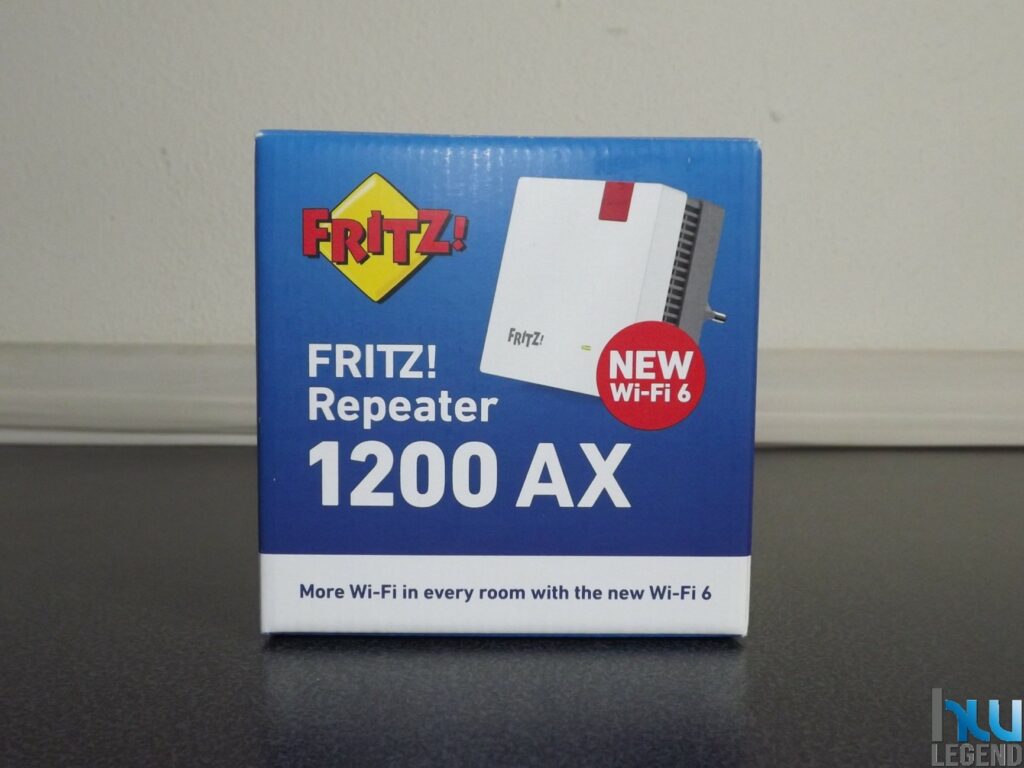 FRITZ!
FRITZ!
NEW
Wi-Fi 6
FRITZ!
Repeater
1200 AX
More Wi-Fi in every room with the new Wi-Fi 6
LEGEND